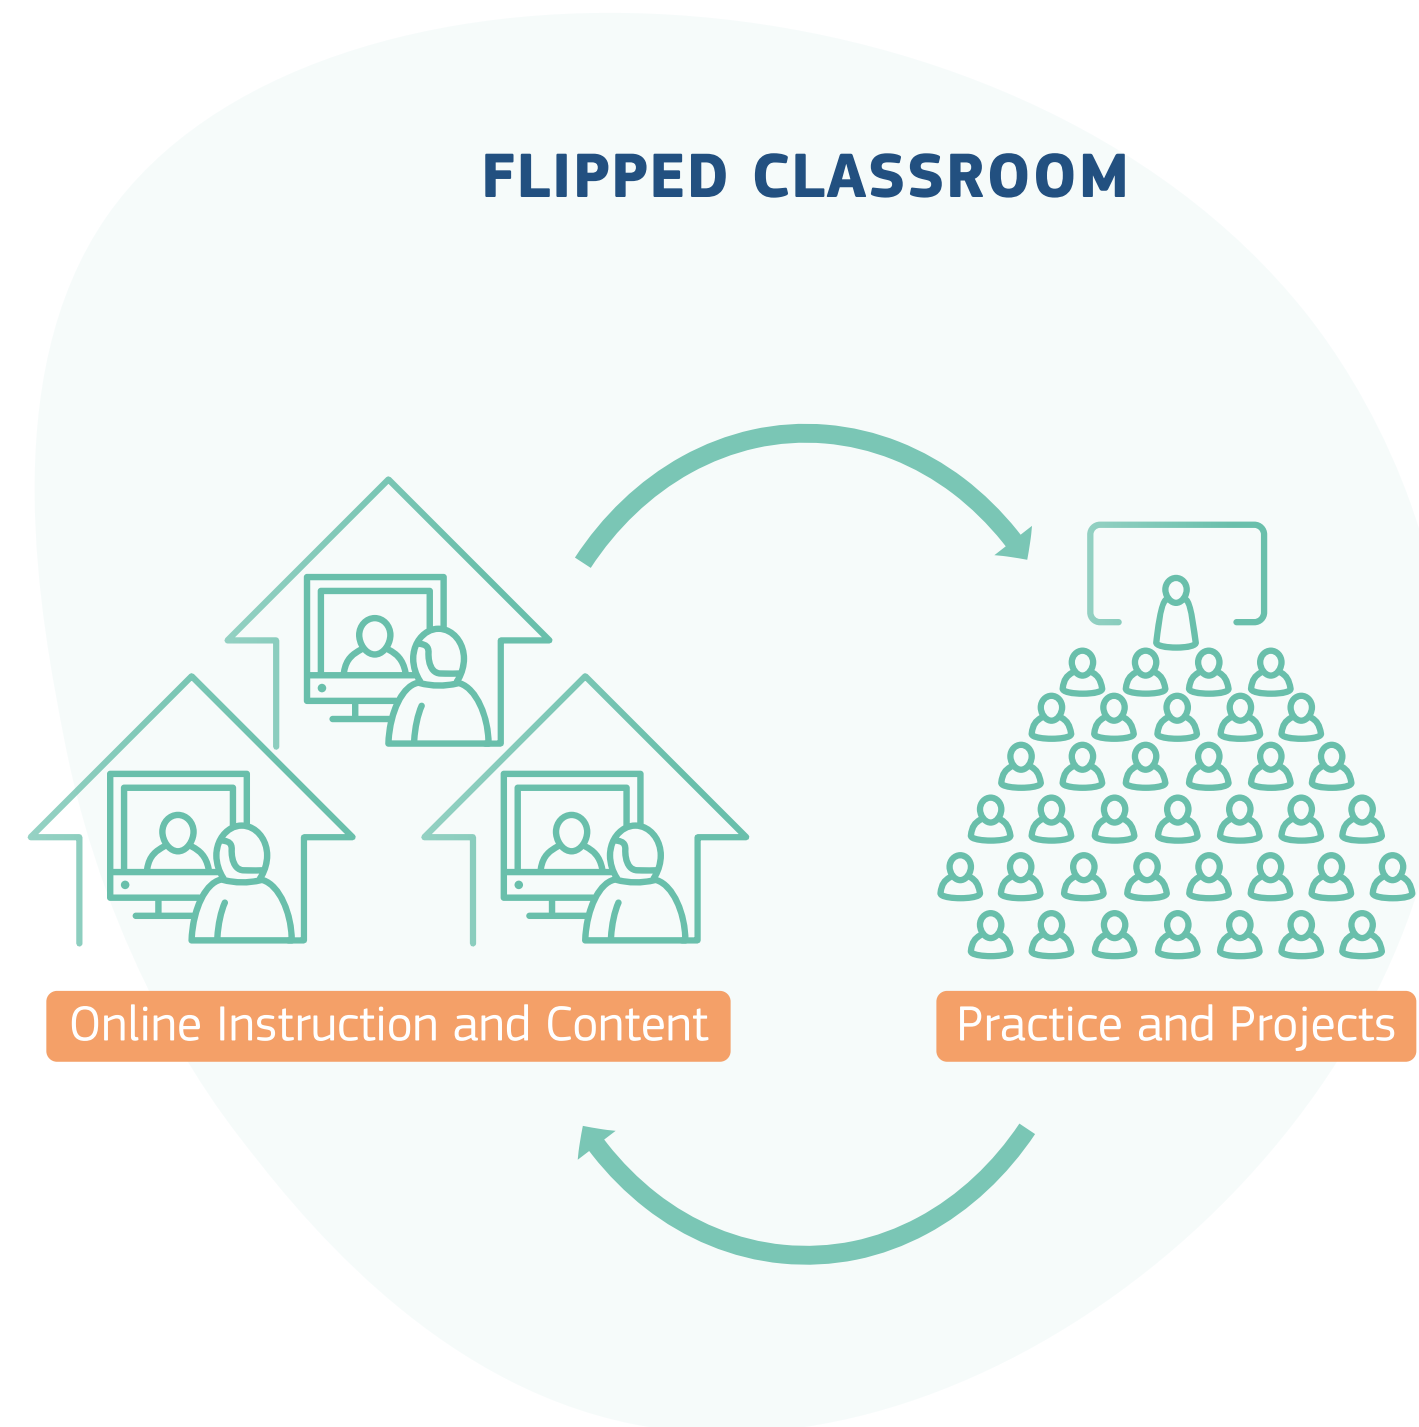 FLIPPED CLASSROOM
Online Instruction and Content
Practice and Projects